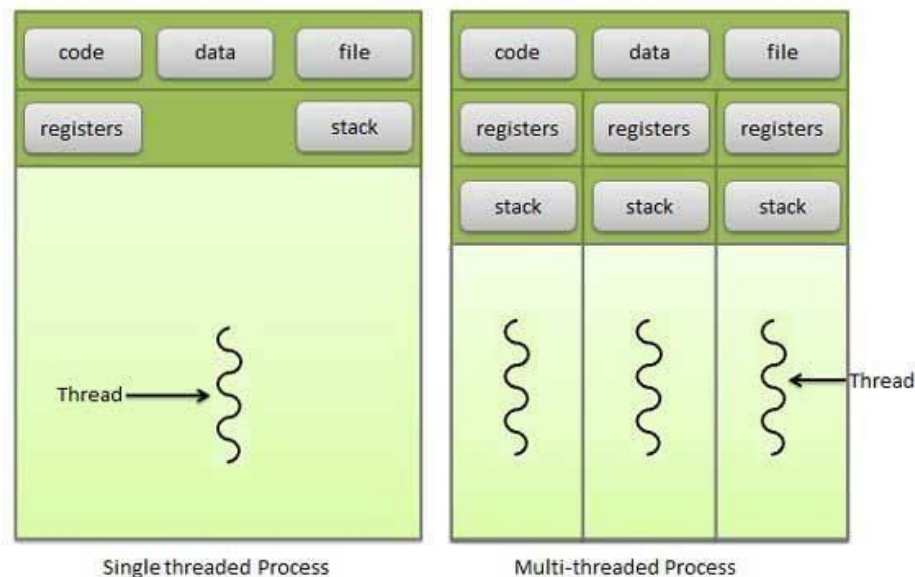 code data file
registers stack
Thread
Single threaded Process
code data file
registers registers registers
stack stack stack
Thread
Multi-threaded Process